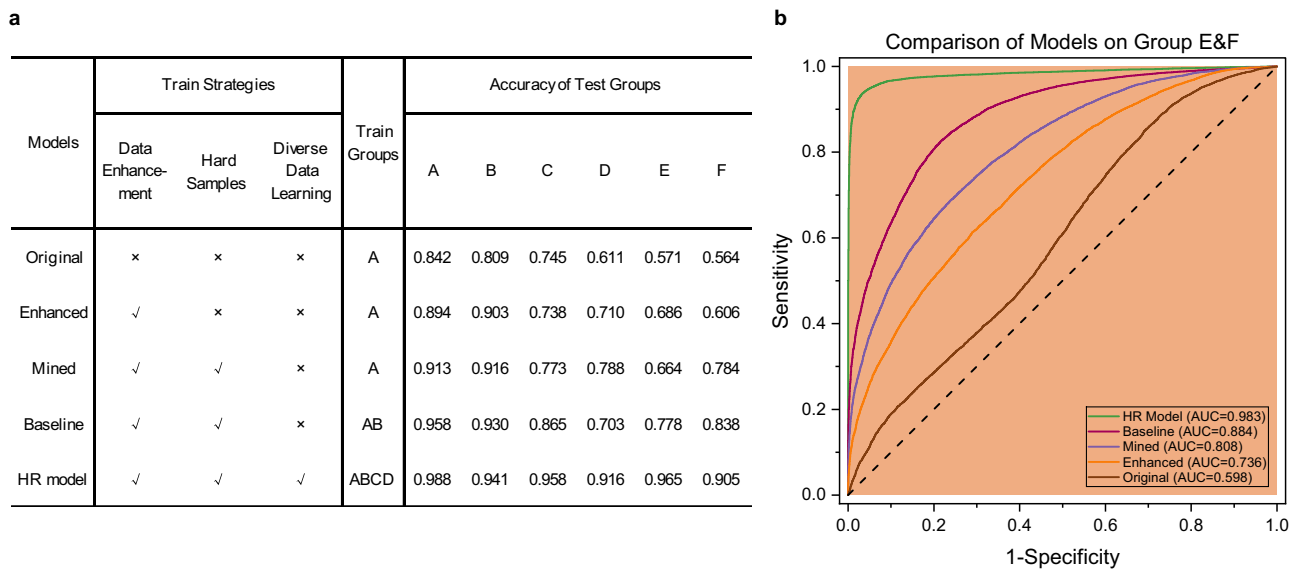 a
Train Strategies
Accuracy of Test Groups
Models
Train
Groups
Data
Enhance-
ment
Hard
Samples
Diverse
Data
Learning
A B C D E F
Original × × × A 0.842 0.809 0.745 0.611 0.571 0.564
Enhanced √ × × A 0.894 0.903 0.738 0.710 0.686 0.606
Mined √ √ × A 0.913 0.916 0.773 0.788 0.664 0.784
Baseline √ √ × AB 0.958 0.930 0.865 0.703 0.778 0.838
HR model √ √ √ ABCD 0.988 0.941 0.958 0.916 0.965 0.905
b
Comparison of Models on Group E&F
Sensitivity
1.0
0.8
0.6
0.4
0.2
0.0
HR Model (AUC=0.983)
Baseline (AUC=0.884)
Mined (AUC=0.808)
Enhanced (AUC=0.736)
Original (AUC=0.598)
0.0 0.2 0.4 0.6 0.8 1.0
1-Specificity